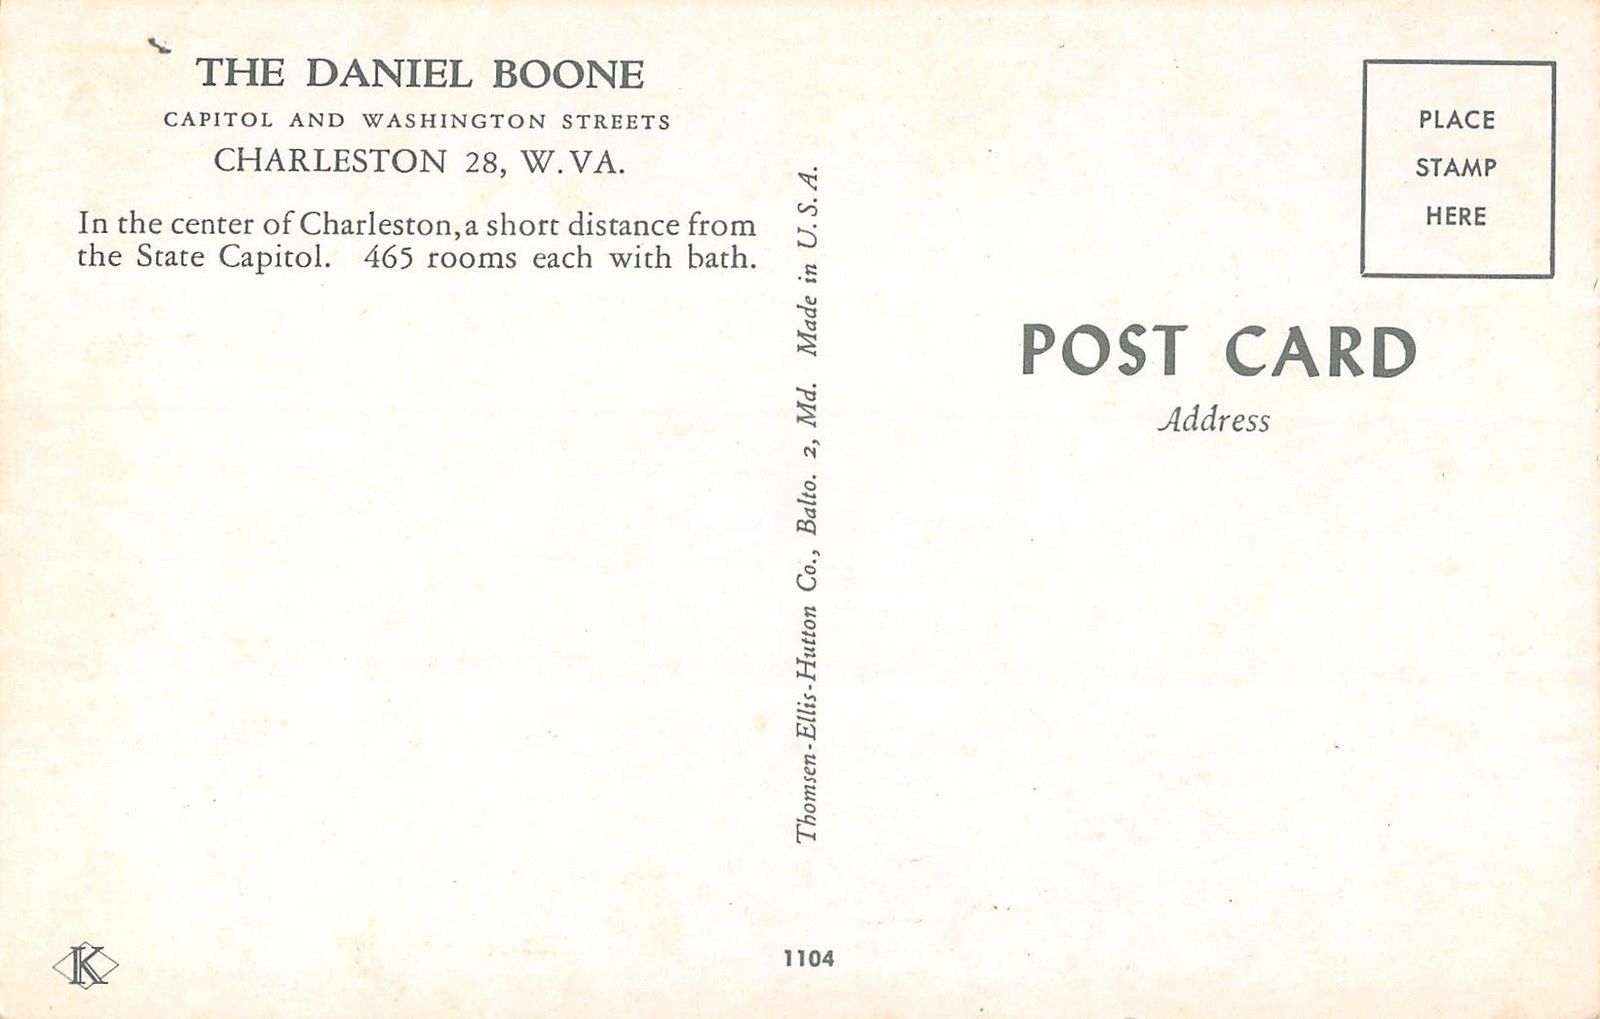 THE DANIEL BOONE
CAPITOL AND WASHINGTON STREETS
CHARLESTON 28, W. VA.
In the center of Charleston, a short distance from
the State Capitol. 465 rooms each with bath.
K
Thomsen-Ellis-Hutton Co., Balto. 2, Md. Made in U. S. A.
1104
PLACE
STAMP
HERE
POST CARD
Address